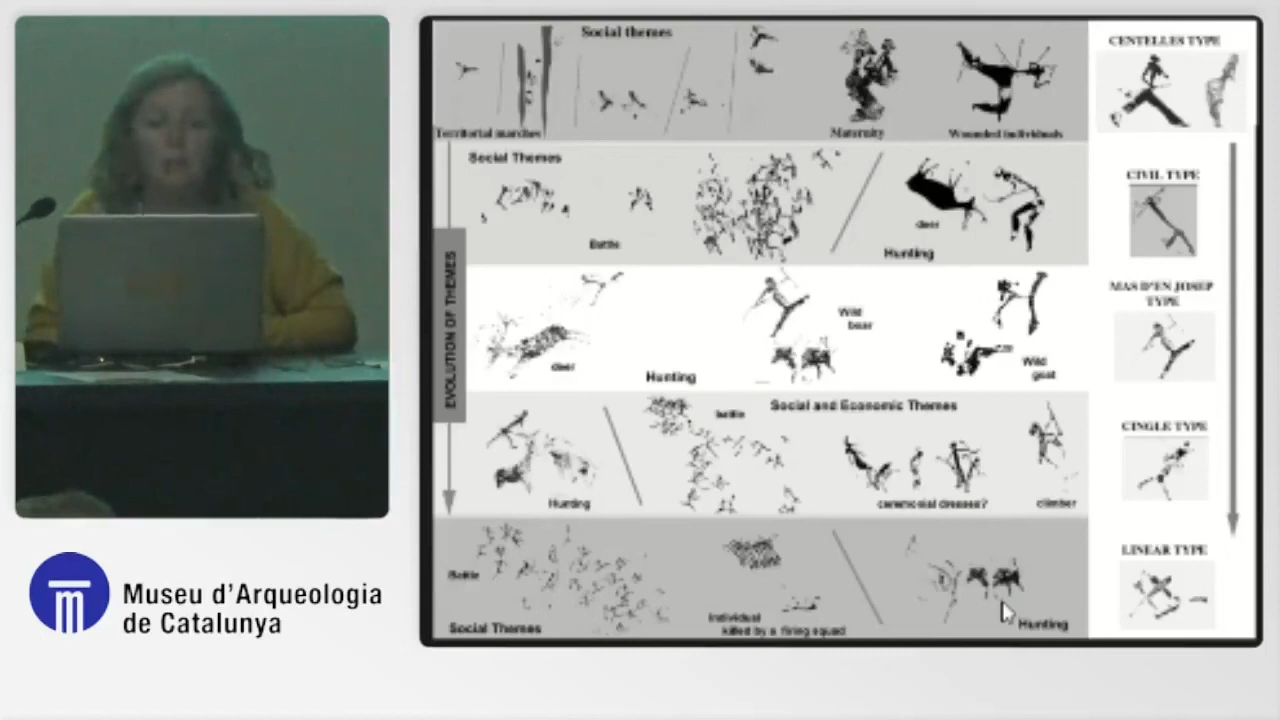 Social themes
CENTELLES TYPE
Territorial marches
Maternity
Wounded individuals
Social Themes
CIVIL TYPE
Battle
deer
Hunting
EVOLUTION OF THEMES
MAS D'EN JOSEP
TYPE
Wild
boar
deer
Wild
goat
Hunting
battle
Social and Economic Themes
CINGLE TYPE
Hunting
ceremonial dresses?
climber
LINEAR TYPE
Battle
Individual
killed by a firing squad
Social Themes
Hunting
Museu d'Arqueologia
de Catalunya